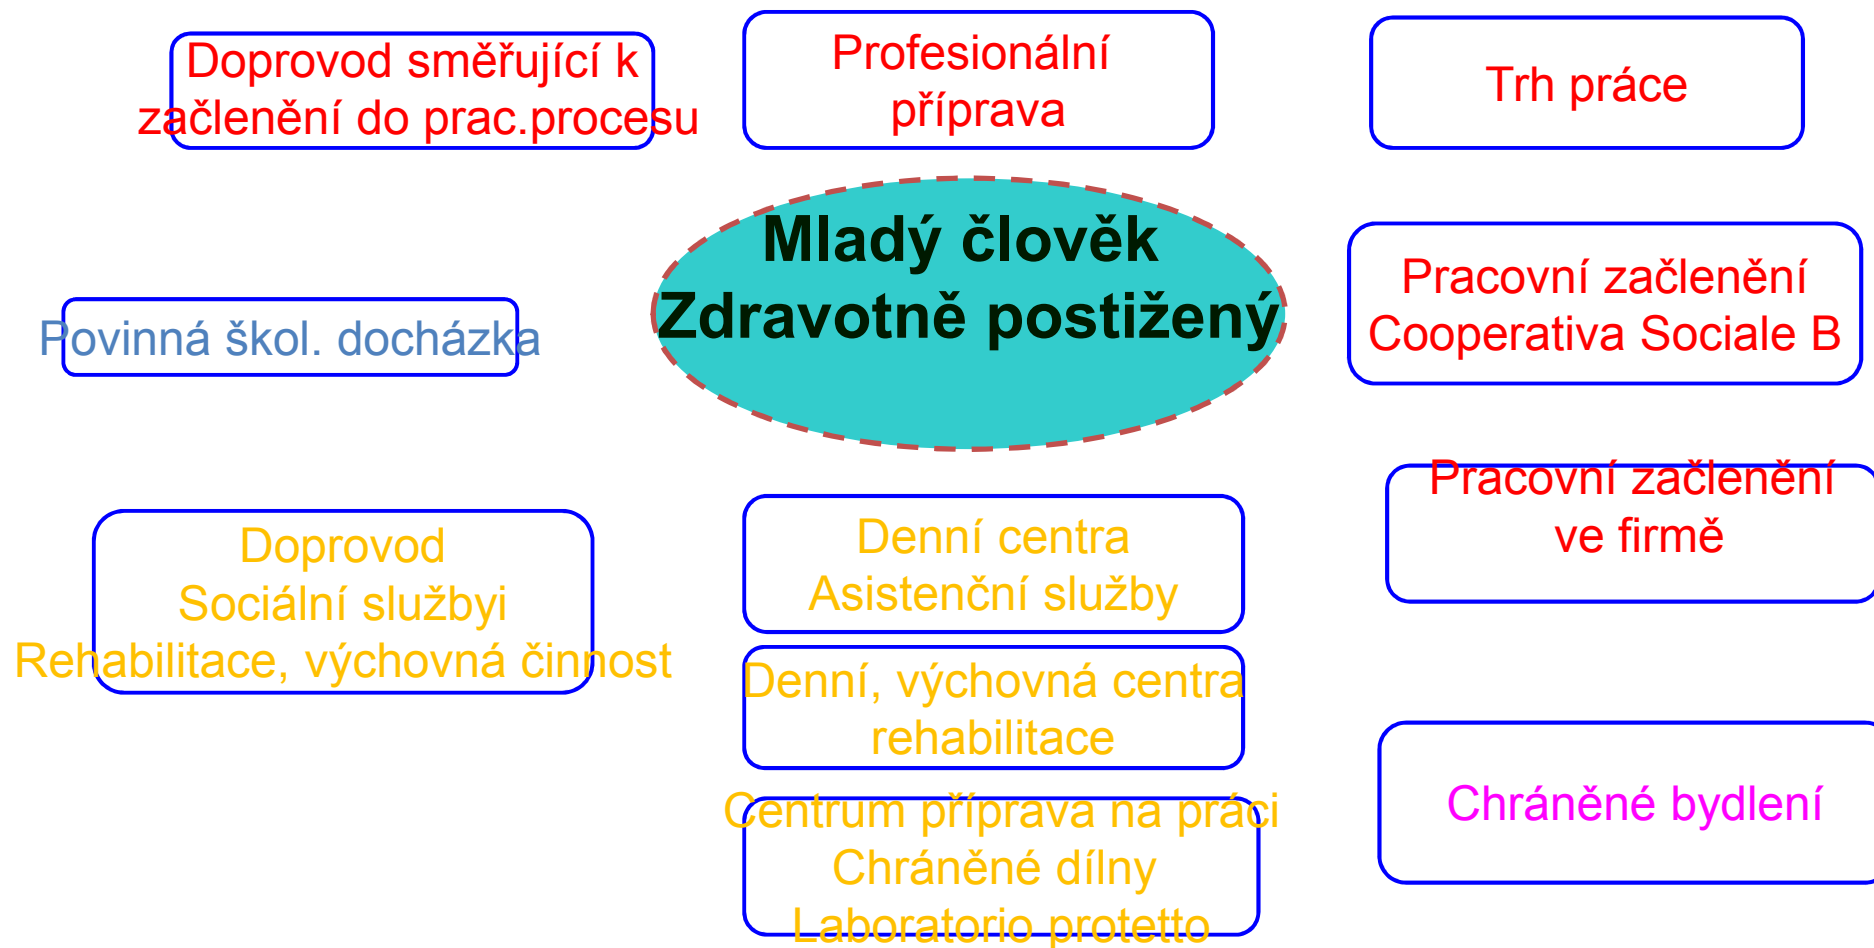 Doprovod směřující k
začlenění do prac.procesu
Profesionální
příprava
Trh práce
Mladý člověk
Zdravotně postižený
Povinná škol. docházka
Pracovní začlenění
Cooperativa Sociale B
Pracovní začlenění
ve firmě
Doprovod
Sociální službyi
Rehabilitace, výchovná činnost
Denní centra
Asistenční služby
Denní, výchovná centra
rehabilitace
Centrum příprava na práci
Chráněné dílny
Laboratorio protetto
Chráněné bydlení